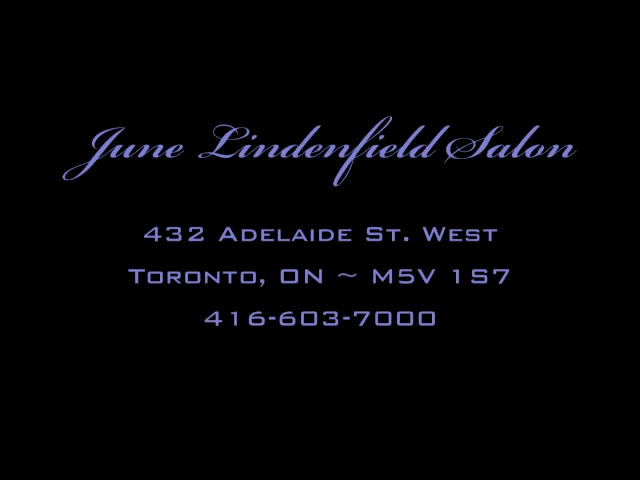 June Lindenfield Salon
432 Adelaide St. West
Toronto, ON ~ M5V 1S7
416-603-7000